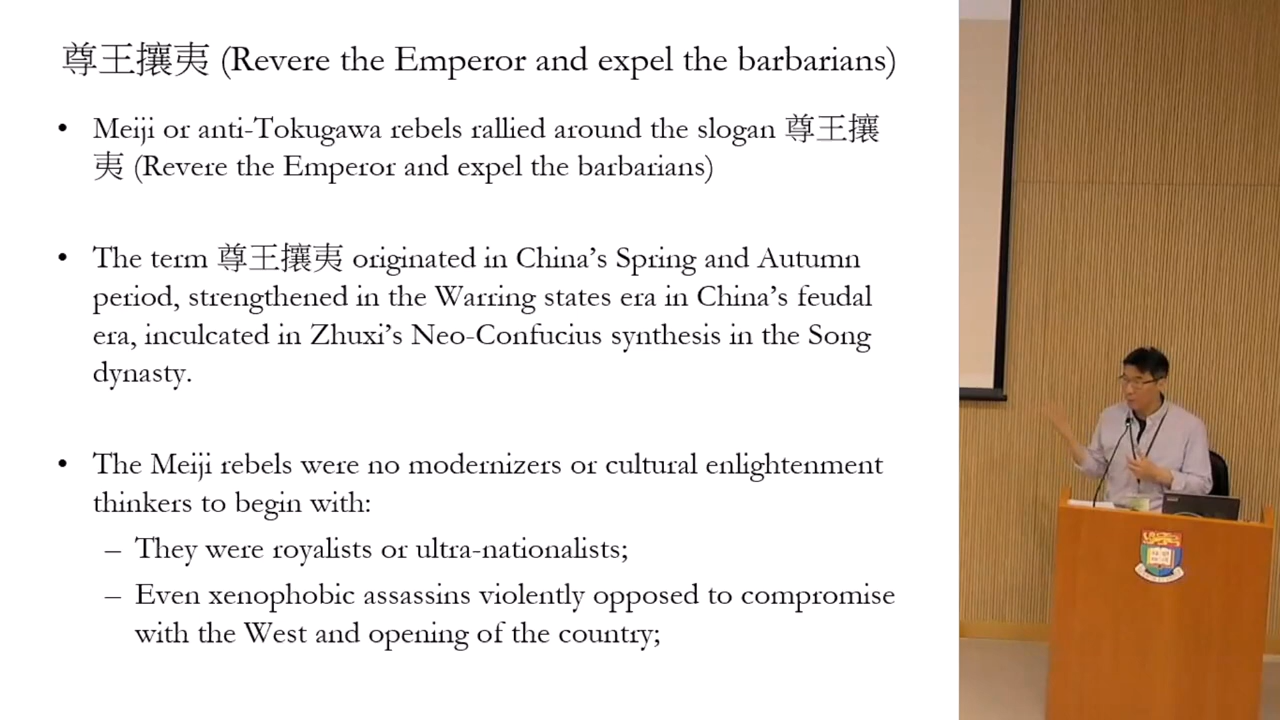 尊王攘夷 (Revere the Emperor and expel the barbarians)
• Meiji or anti-Tokugawa rebels rallied around the slogan 尊王攘
夷 (Revere the Emperor and expel the barbarians)
• The term 尊王攘夷 originated in China’s Spring and Autumn
period, strengthened in the Warring states era in China’s feudal
era, inculcated in Zhuxi’s Neo-Confucius synthesis in the Song
dynasty.
• The Meiji rebels were no modernizers or cultural enlightenment
thinkers to begin with:
– They were royalists or ultra-nationalists;
– Even xenophobic assassins violently opposed to compromise
with the West and opening of the country;